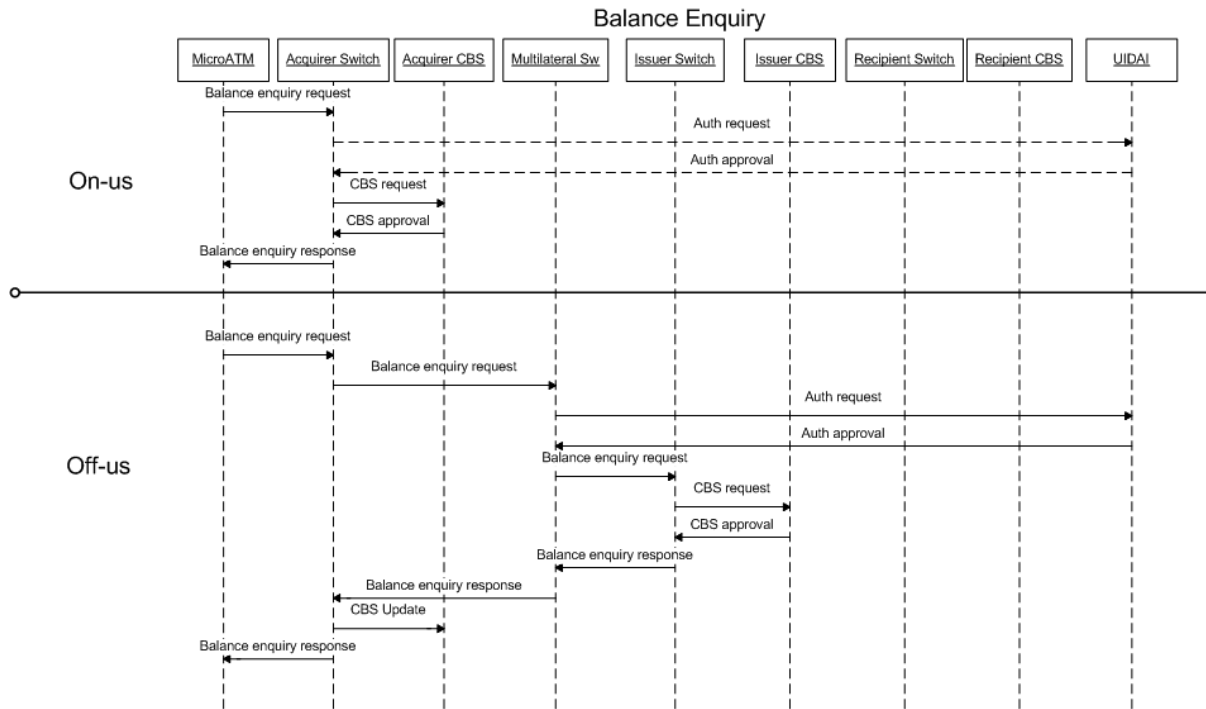 Balance Enquiry
MicroATM
Acquirer Switch
Acquirer CBS
Multilateral Sw
Issuer Switch
Issuer CBS
Recipient Switch
Recipient CBS
UIDAI
Balance enquiry request
Auth request
Auth approval
On-us
CBS request
CBS approval
Balance enquiry response
Balance enquiry request
Balance enquiry request
Auth request
Auth approval
Off-us
Balance enquiry request
CBS request
CBS approval
Balance enquiry response
Balance enquiry response
CBS Update
Balance enquiry response